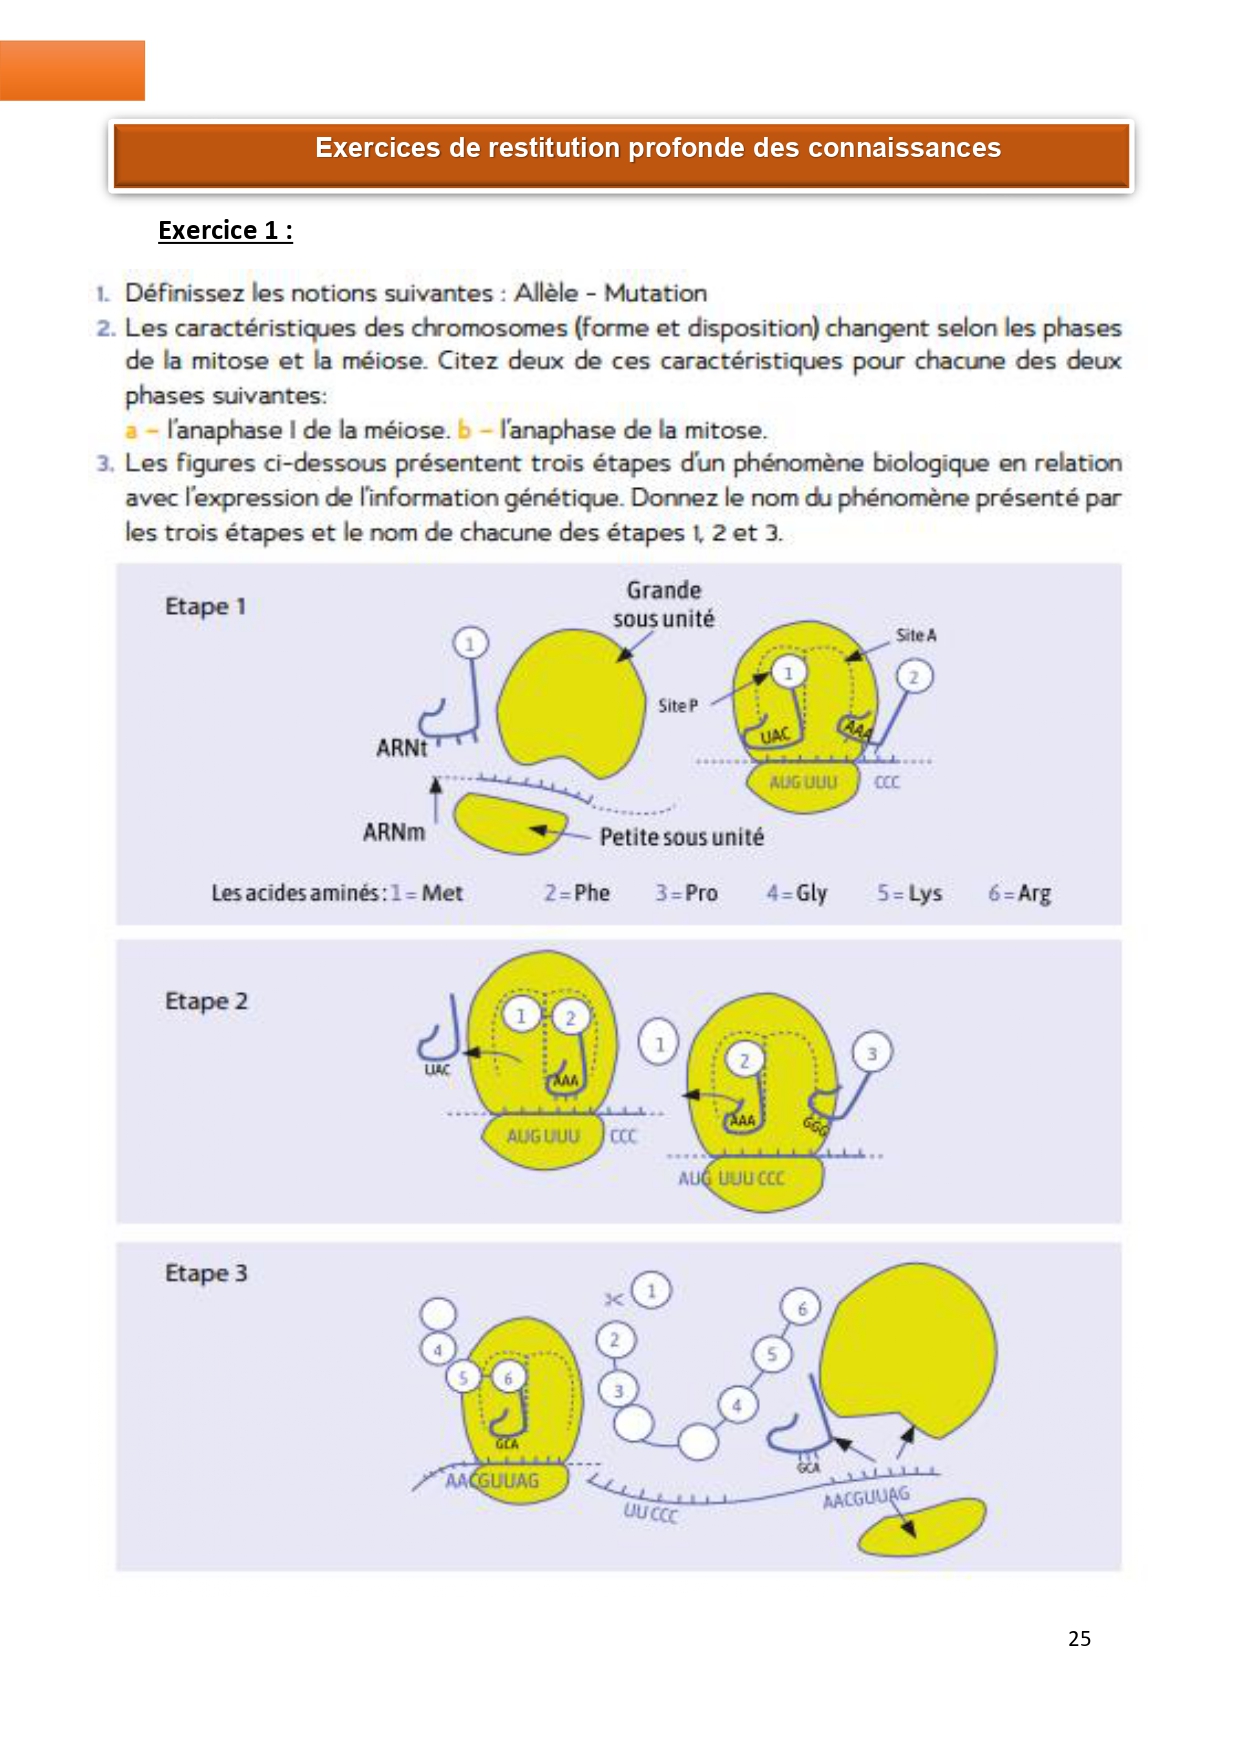 Exercices de restitution profonde des connaissances
Exercice 1 :
1. Définissez les notions suivantes : Allèle - Mutation
2. Les caractéristiques des chromosomes (forme et disposition) changent selon les phases
de la mitose et la méiose. Citez deux de ces caractéristiques pour chacune des deux
phases suivantes:
a – l'anaphase I de la méiose. b – l'anaphase de la mitose.
3. Les figures ci-dessous présentent trois étapes d'un phénomène biologique en relation
avec l'expression de l'information génétique. Donnez le nom du phénomène présenté par
les trois étapes et le nom de chacune des étapes 1, 2 et 3.
Etape 1
Grande
sous unité
Site A
1
1
2
Site P
ARNt
UAC
AAA
AUG UUU CCC
ARNm
Petite sous unité
Les acides aminés : 1 = Met 2 = Phe 3 = Pro 4 = Gly 5 = Lys 6 = Arg
Etape 2
1
2
1
2
3
UAC
AAA
AAA
GGG
AUG UUU CCC
AUG UUU CCC
Etape 3
1
6
2
4
5
5
6
3
4
GCA
GCA
AACGUUAG
UU CCC
AACGUUAG
25